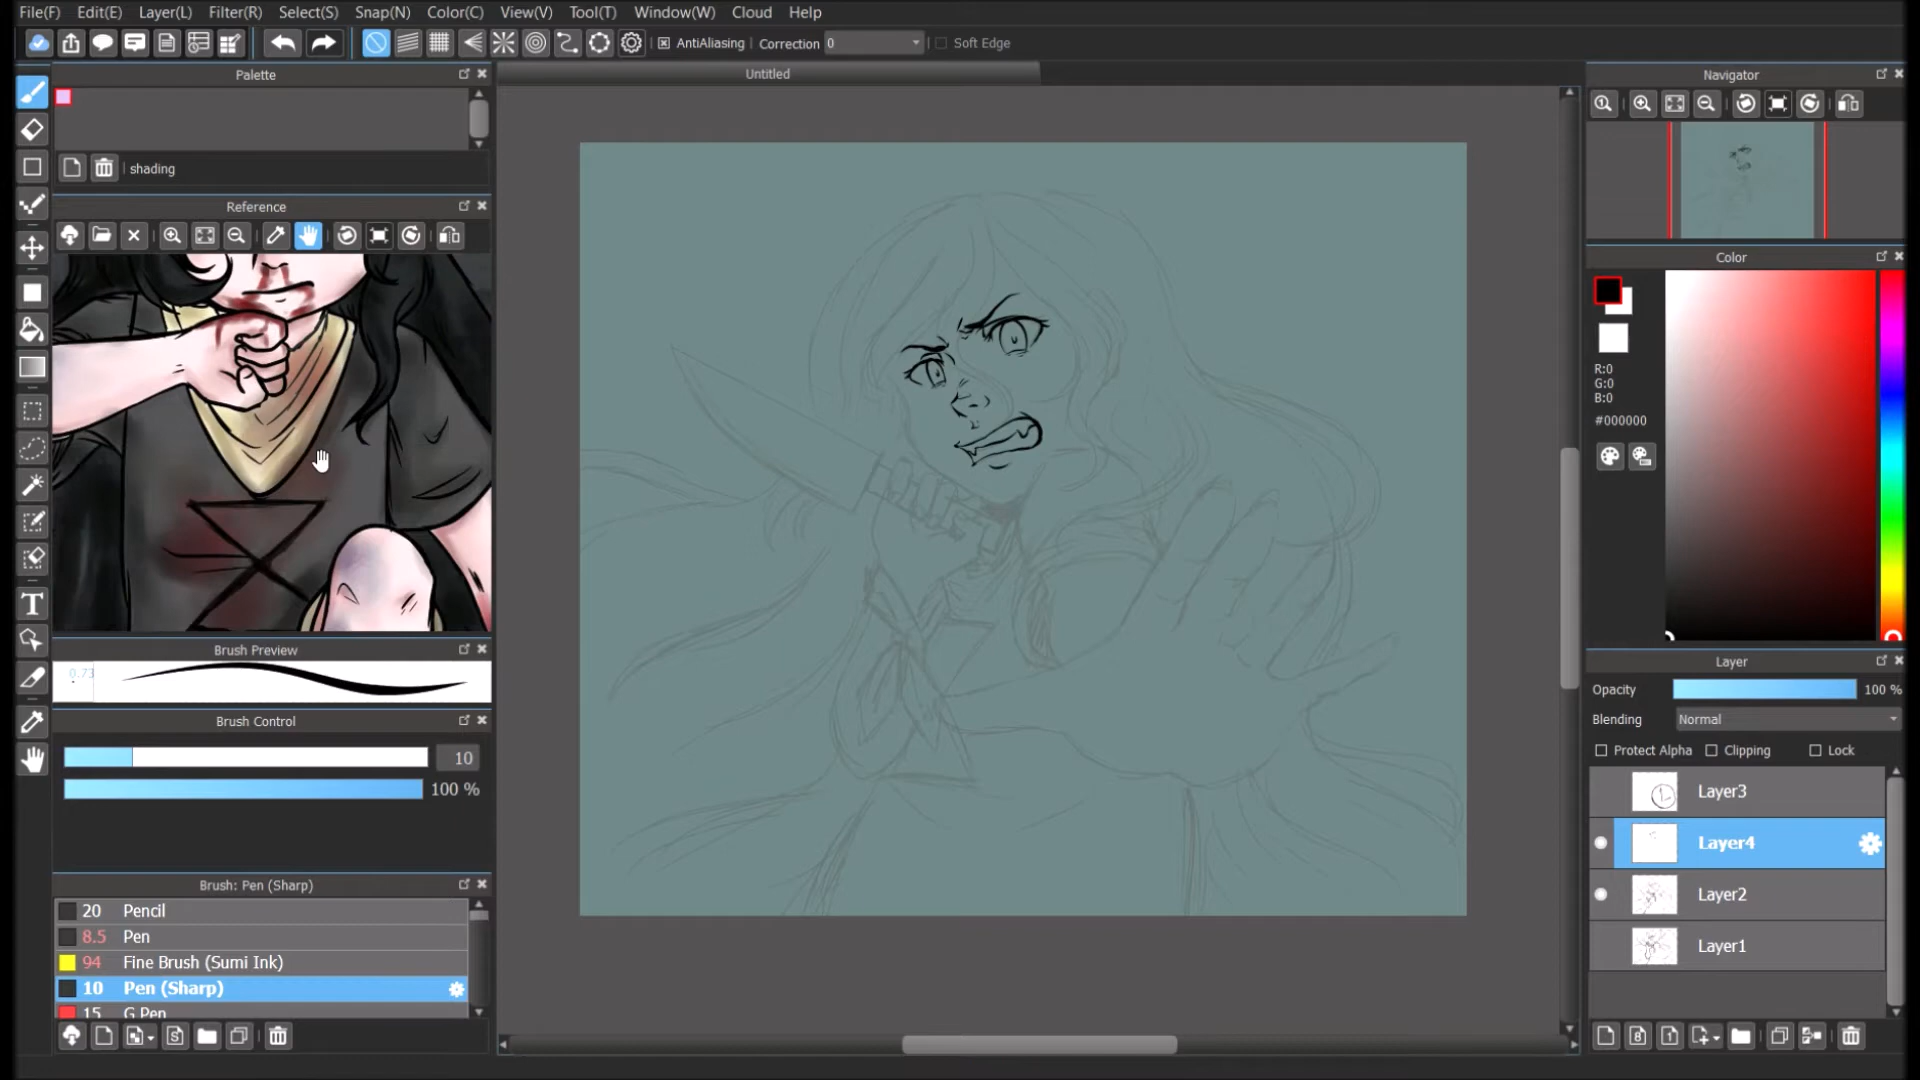 File(F) Edit(E) Layer(L) Filter(R) Select(S) Snap(N) Color(C) View(V) Tool(T) Window(W) Cloud Help
AntiAliasing Correction 0 Soft Edge
Palette
shading
Reference
Brush Preview
0.73
Brush Control
10
100 %
Brush: Pen (Sharp)
20 Pencil
8.5 Pen
94 Fine Brush (Sumi Ink)
10 Pen (Sharp)
15 G Pen
Untitled
Navigator
Color
R:0
G:0
B:0
#000000
Layer
Opacity 100 %
Blending Normal
Protect Alpha Clipping Lock
Layer3
Layer4
Layer2
Layer1